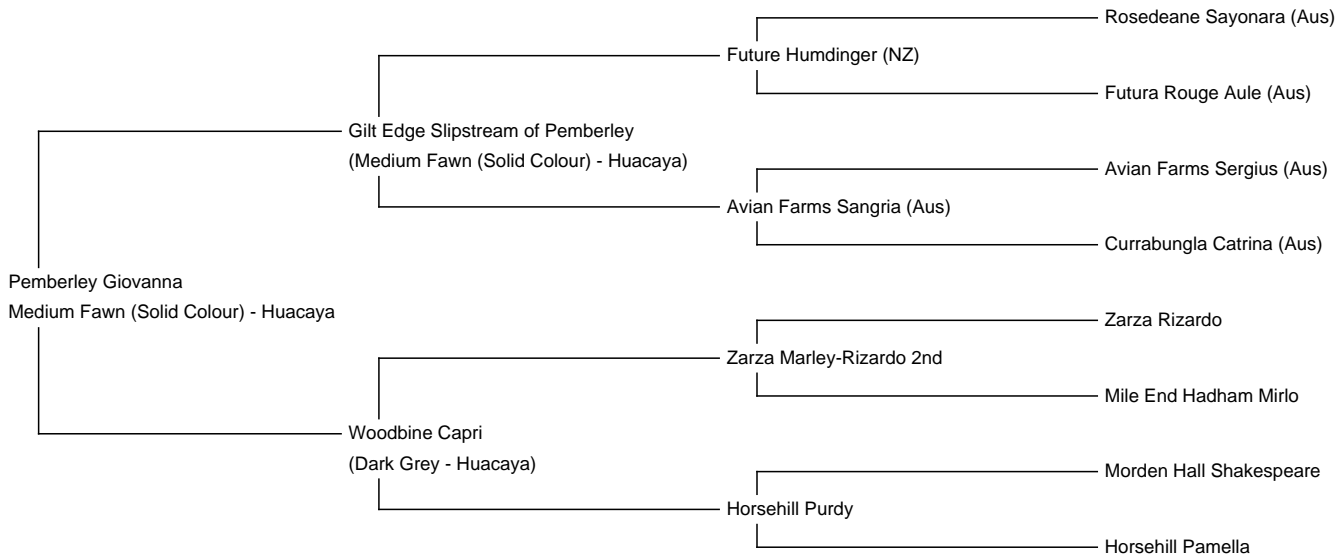 Rosedeane Sayonara (Aus)
Future Humdinger (NZ)
Futura Rouge Aule (Aus)
Gilt Edge Slipstream of Pemberley
(Medium Fawn (Solid Colour) - Huacaya)
Avian Farms Sergius (Aus)
Avian Farms Sangria (Aus)
Currabungla Catrina (Aus)
Pemberley Giovanna
Medium Fawn (Solid Colour) - Huacaya
Zarza Rizardo
Zarza Marley-Rizardo 2nd
Mile End Hadham Mirlo
Woodbine Capri
(Dark Grey - Huacaya)
Morden Hall Shakespeare
Horsehill Purdy
Horsehill Pamella